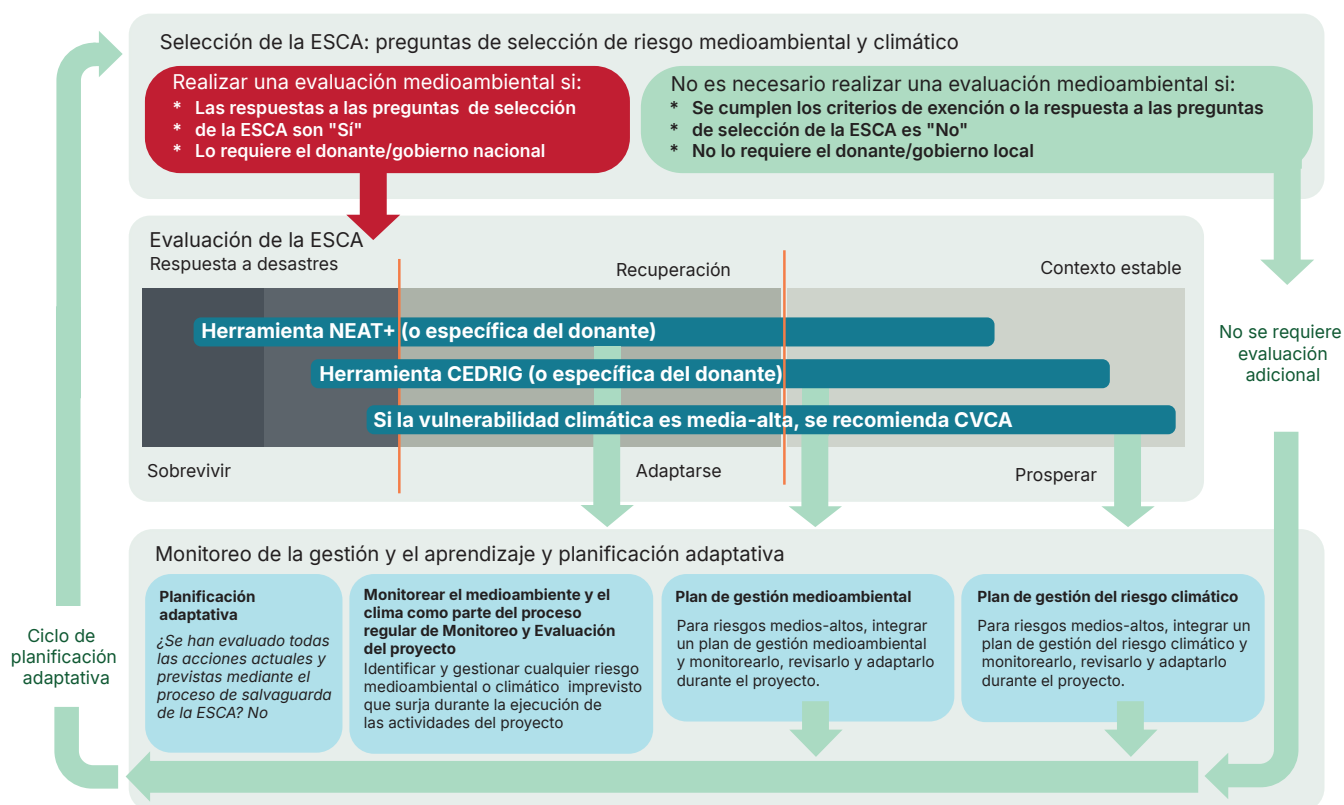 Selección de la ESCA: preguntas de selección de riesgo medioambiental y climático
Realizar una evaluación medioambiental si:
* Las respuestas a las preguntas de selección
* de la ESCA son "Sí"
* Lo requiere el donante/gobierno nacional
No es necesario realizar una evaluación medioambiental si:
* Se cumplen los criterios de exención o la respuesta a las preguntas
* de selección de la ESCA es "No"
* No lo requiere el donante/gobierno local
Evaluación de la ESCA
Respuesta a desastres
Recuperación
Contexto estable
Herramienta NEAT+ (o específica del donante)
Herramienta CEDRIG (o específica del donante)
Si la vulnerabilidad climática es media-alta, se recomienda CVCA
Sobrevivir
Adaptarse
Prosperar
No se requiere
evaluación
adicional
Monitoreo de la gestión y el aprendizaje y planificación adaptativa
Planificación
adaptativa
¿Se han evaluado todas
las acciones actuales y
previstas mediante el
proceso de salvaguarda
de la ESCA? No
Monitorear el medioambiente y el
clima como parte del proceso
regular de Monitoreo y Evaluación
del proyecto
Identificar y gestionar cualquier riesgo
medioambiental o climático imprevisto
que surja durante la ejecución de
las actividades del proyecto
Plan de gestión medioambiental
Para riesgos medios-altos, integrar
un plan de gestión medioambiental
y monitorearlo, revisarlo y adaptarlo
durante el proyecto.
Plan de gestión del riesgo climático
Para riesgos medios-altos, integrar un
plan de gestión del riesgo climático y
monitorearlo, revisarlo y adaptarlo
durante el proyecto.
Ciclo de
planificación
adaptativa